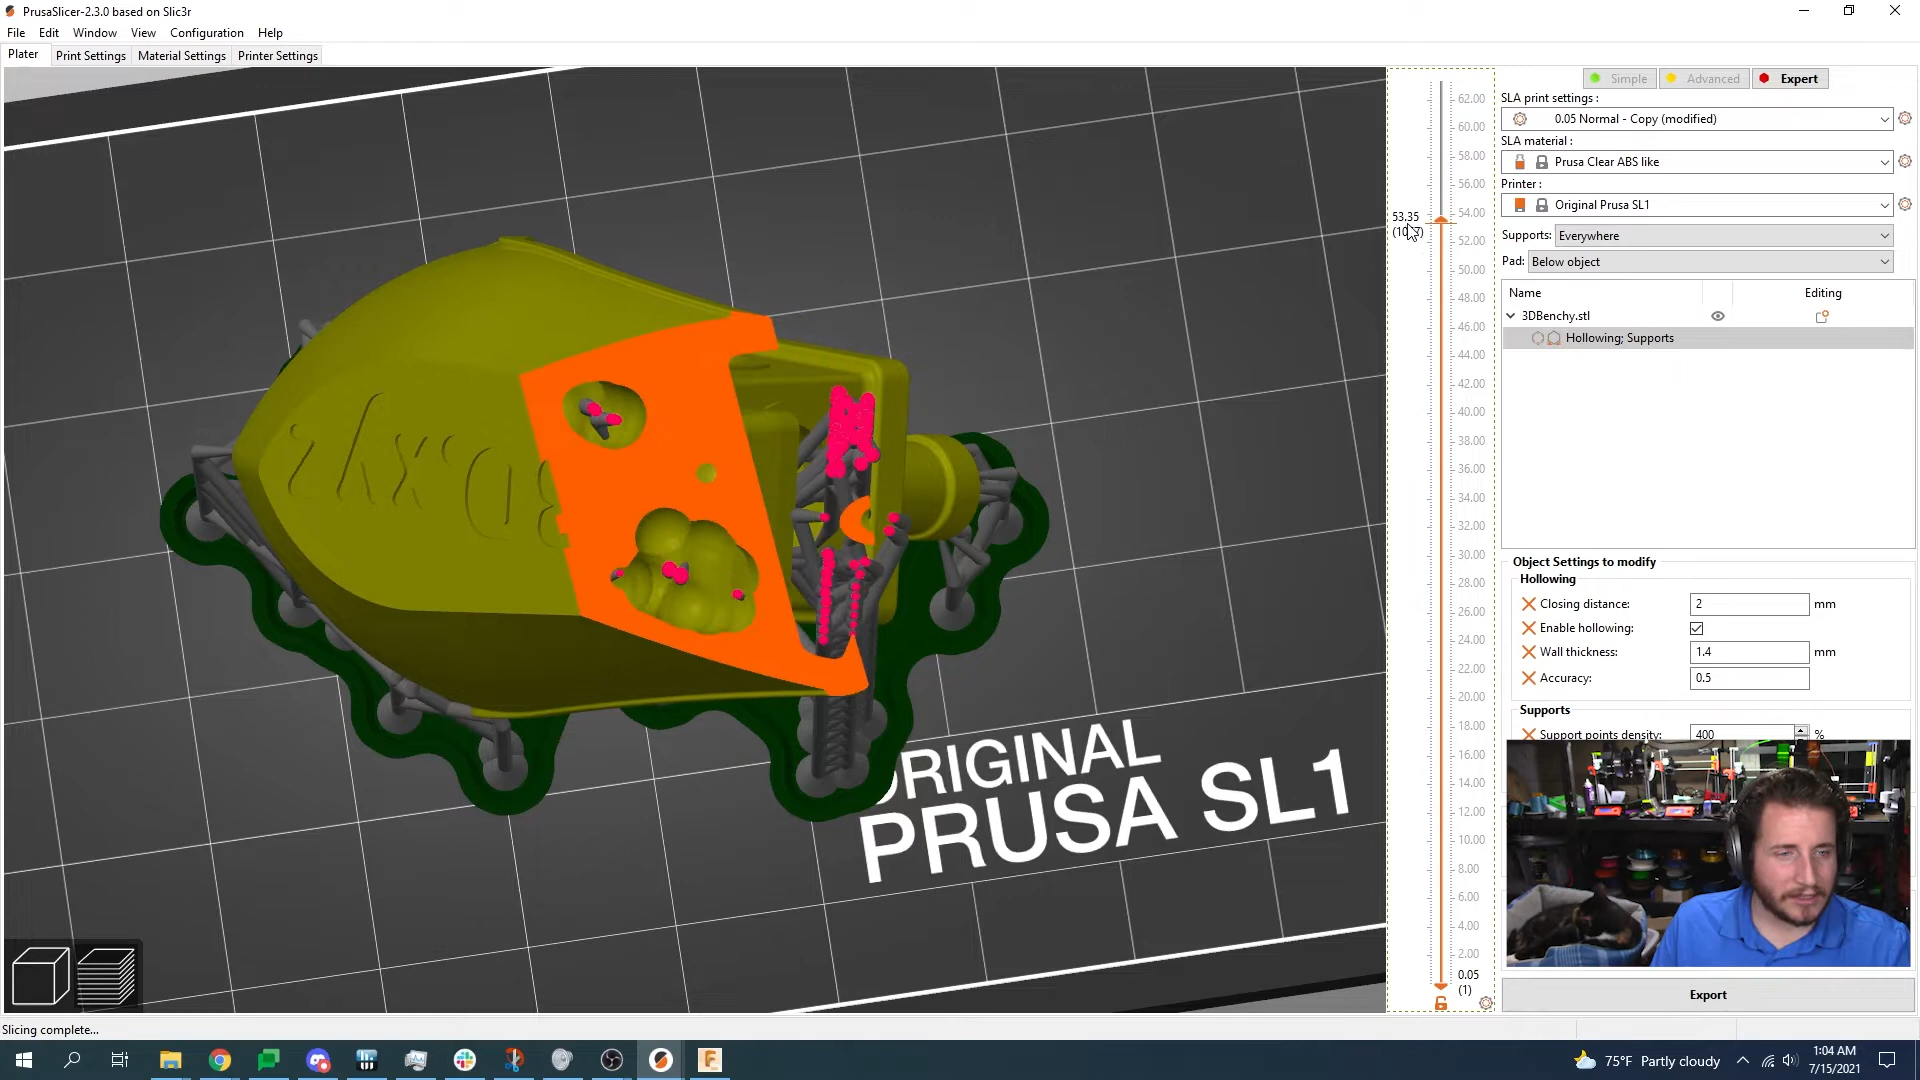 PrusaSlicer-2.3.0 based on Slic3r
File Edit Window View Configuration Help
Plater Print Settings Material Settings Printer Settings
Simple Advanced Expert
SLA print settings :
0.05 Normal - Copy (modified)
SLA material :
Prusa Clear ABS like
Printer :
Original Prusa SL1
Supports: Everywhere
Pad: Below object
Name Editing
3DBenchy.stl
Hollowing; Supports
Object Settings to modify
Hollowing
Closing distance: 2 mm
Enable hollowing:
Wall thickness: 1.4 mm
Accuracy: 0.5
Supports
Support points density: 400 %
Export
62.00
60.00
58.00
56.00
54.00
53.35
52.00
50.00
48.00
46.00
44.00
42.00
40.00
38.00
36.00
34.00
32.00
30.00
28.00
26.00
24.00
22.00
20.00
18.00
16.00
14.00
12.00
10.00
8.00
6.00
4.00
2.00
0.05
(1)
ORIGINAL
PRUSA SL1
Slicing complete...
75°F Partly cloudy
1:04 AM
7/15/2021